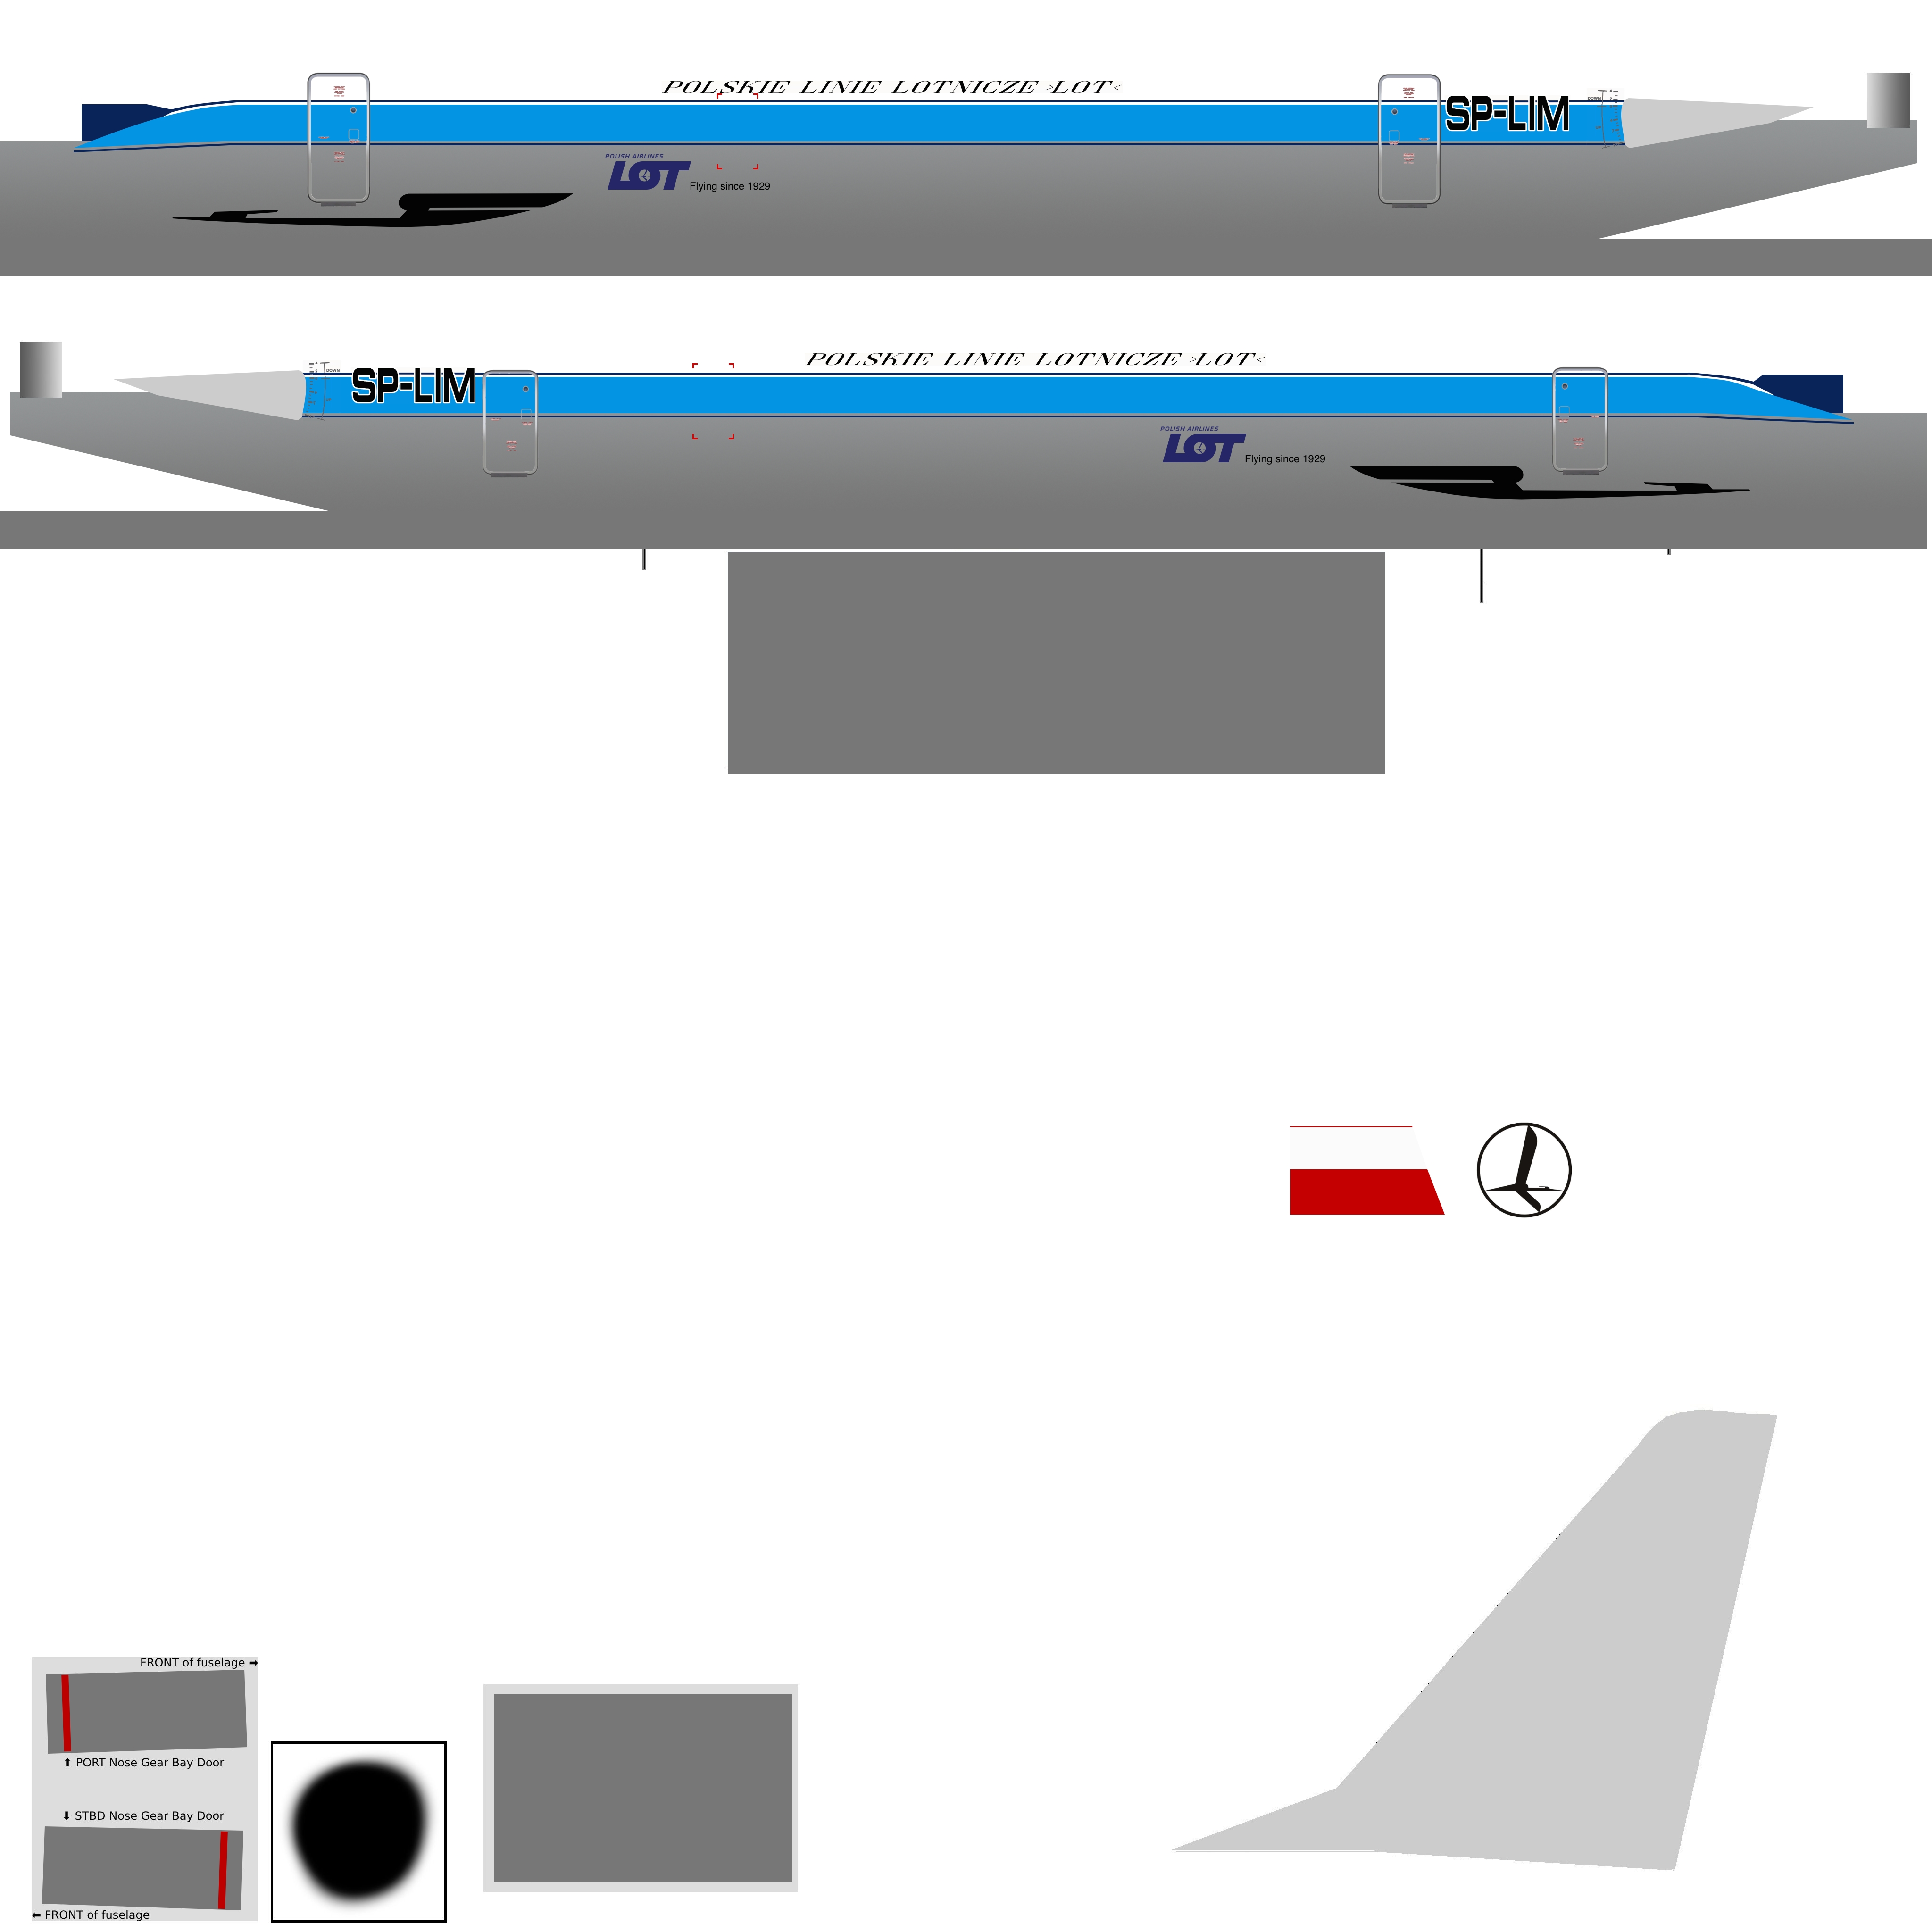 POLSKIE LINIE LOTNICZE >LOT<
SP-LIM
DOWN
POLISH AIRLINES
LOT
Flying since 1929
POLSKIE LINIE LOTNICZE >LOT<
DOWN
SP-LIM
POLISH AIRLINES
LOT
Flying since 1929
FRONT of fuselage ➡
⬆ PORT Nose Gear Bay Door
⬇ STBD Nose Gear Bay Door
⬅ FRONT of fuselage